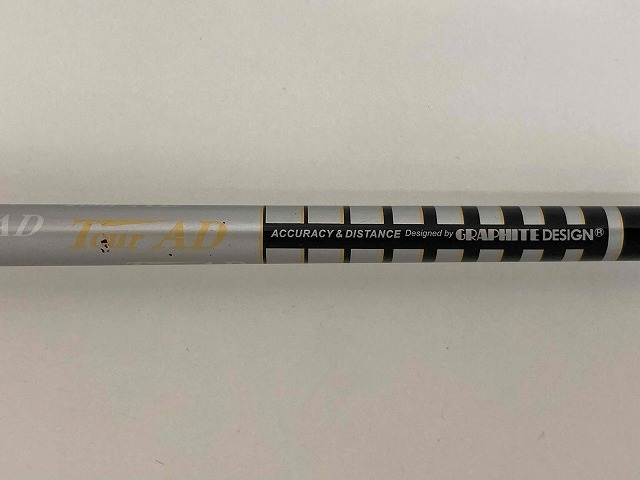 AD Tour AD ACCURACY & DISTANCE Designed by GRAPHITE DESIGN®